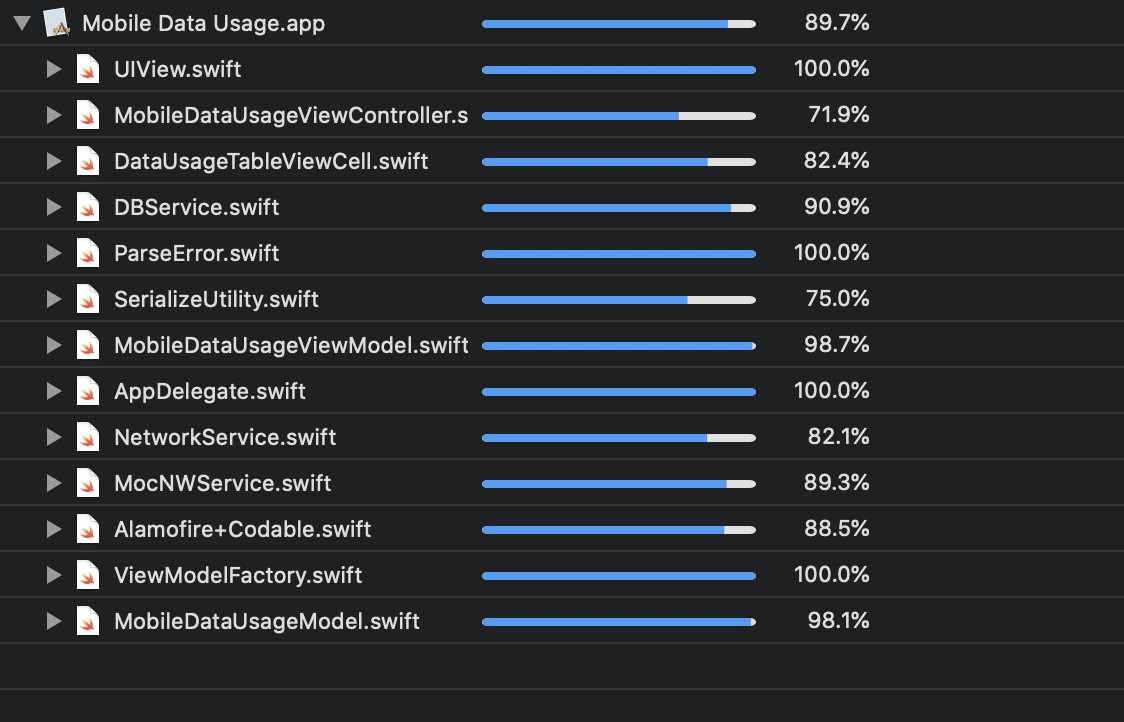 Mobile Data Usage.app 89.7%
UIView.swift 100.0%
MobileDataUsageViewController.s 71.9%
DataUsageTableViewCell.swift 82.4%
DBService.swift 90.9%
ParseError.swift 100.0%
SerializeUtility.swift 75.0%
MobileDataUsageViewModel.swift 98.7%
AppDelegate.swift 100.0%
NetworkService.swift 82.1%
MocNWService.swift 89.3%
Alamofire+Codable.swift 88.5%
ViewModelFactory.swift 100.0%
MobileDataUsageModel.swift 98.1%